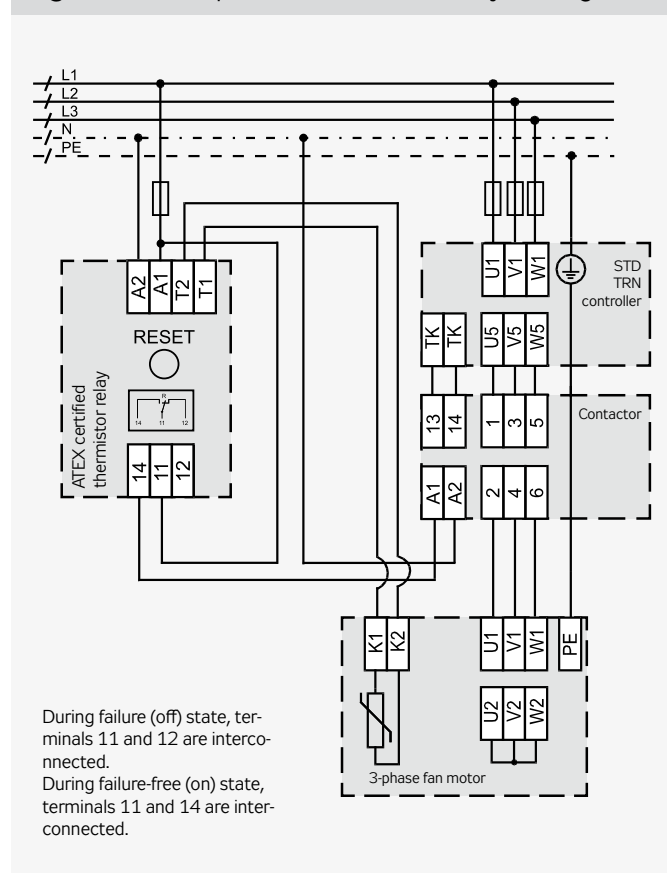 L1
L2
L3
N
PE
A2 A1 T2 T1
RESET
R
14 11 12
ATEX certified
thermistor relay
14 11 12
U1 V1 W1
STD
TRN
controller
TK TK
U5 V5 W5
13 14
1 3 5
Contactor
A1 A2
2 4 6
K1 K2
U1 V1 W1
PE
U2 V2 W2
3-phase fan motor
During failure (off) state, ter-
minals 11 and 12 are interco-
nnected.
During failure-free (on) state,
terminals 11 and 14 are inter-
connected.